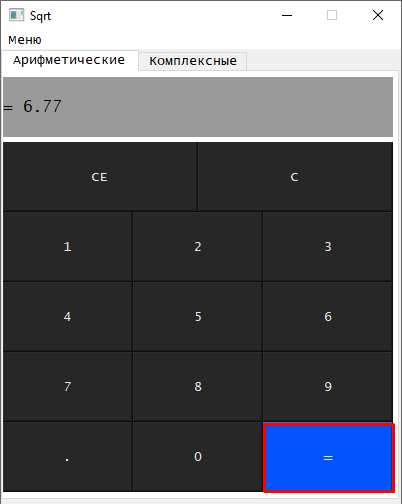 Sqrt
Меню
Арифметические Комплексные
= 6.77
CE C
1 2 3
4 5 6
7 8 9
. 0 =